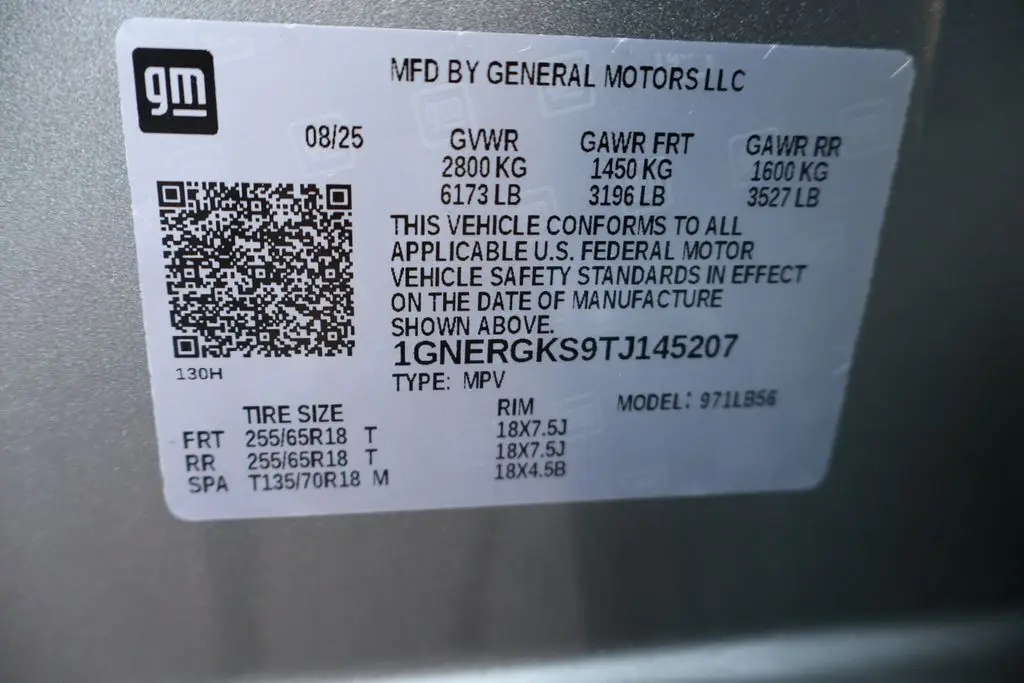 gm
MFD BY GENERAL MOTORS LLC
08/25 GVWR GAWR FRT GAWR RR
2800 KG 1450 KG 1600 KG
6173 LB 3196 LB 3527 LB
THIS VEHICLE CONFORMS TO ALL
APPLICABLE U.S. FEDERAL MOTOR
VEHICLE SAFETY STANDARDS IN EFFECT
ON THE DATE OF MANUFACTURE
SHOWN ABOVE.
1GNERGKS9TJ145207
130H
TYPE: MPV
TIRE SIZE RIM MODEL: 971LB56
FRT 255/65R18 T 18X7.5J
RR 255/65R18 T 18X7.5J
SPA T135/70R18 M 18X4.5B